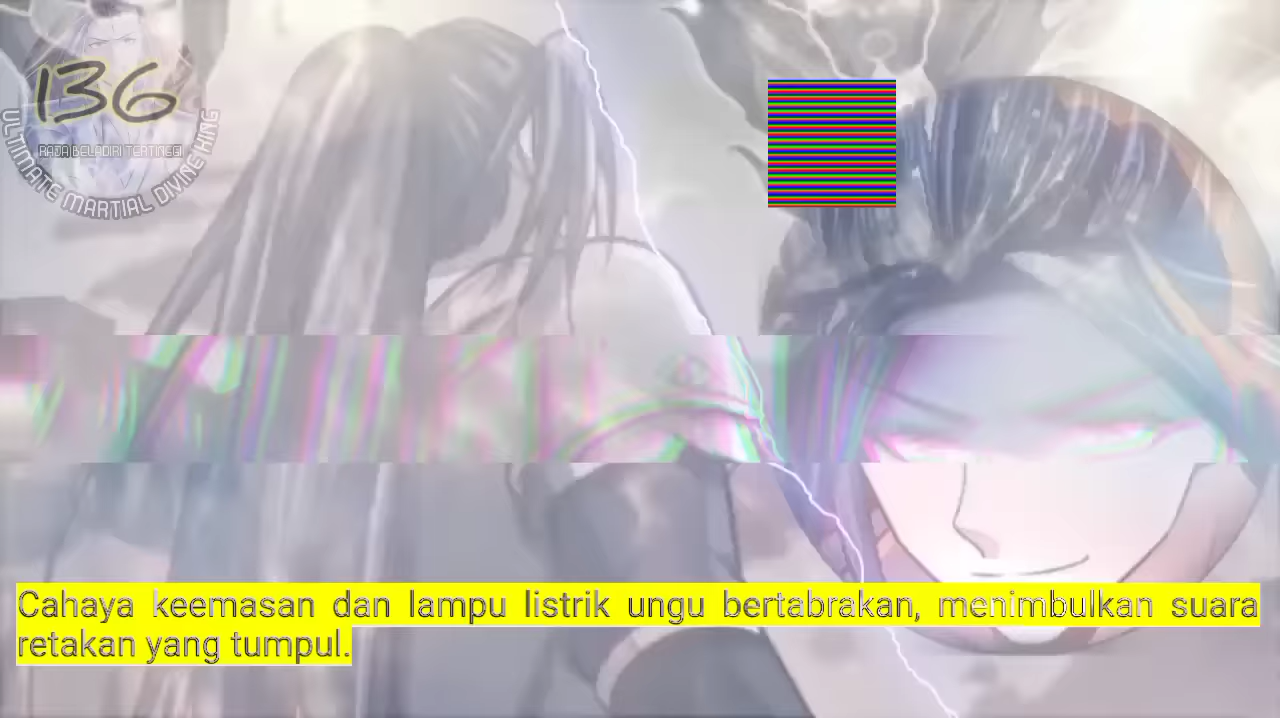 136
RAJA BELADIRI TERTINGGI
ULTIMATE MARTIAL DIVINE KING
Cahaya keemasan dan lampu listrik ungu bertabrakan, menimbulkan suara
retakan yang tumpul.